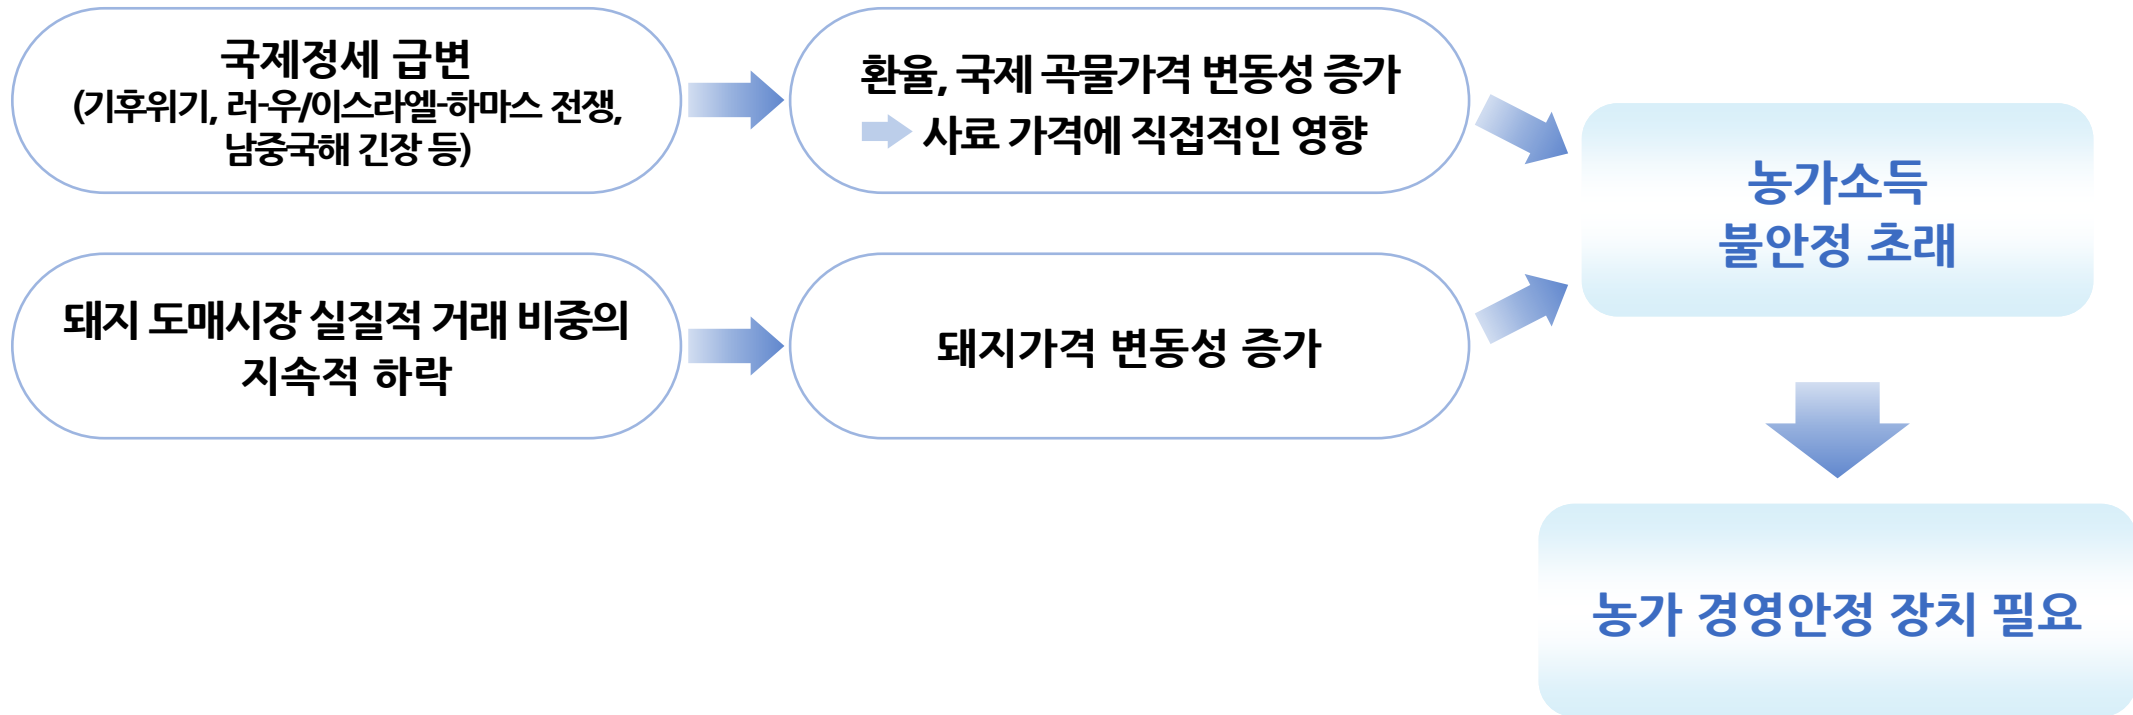 국제정세 급변
(기후위기, 러-우/이스라엘-하마스 전쟁,
남중국해 긴장 등)
환율, 국제 곡물가격 변동성 증가
사료 가격에 직접적인 영향
돼지 도매시장 실질적 거래 비중의
지속적 하락
돼지가격 변동성 증가
농가소득
불안정 초래
농가 경영안정 장치 필요